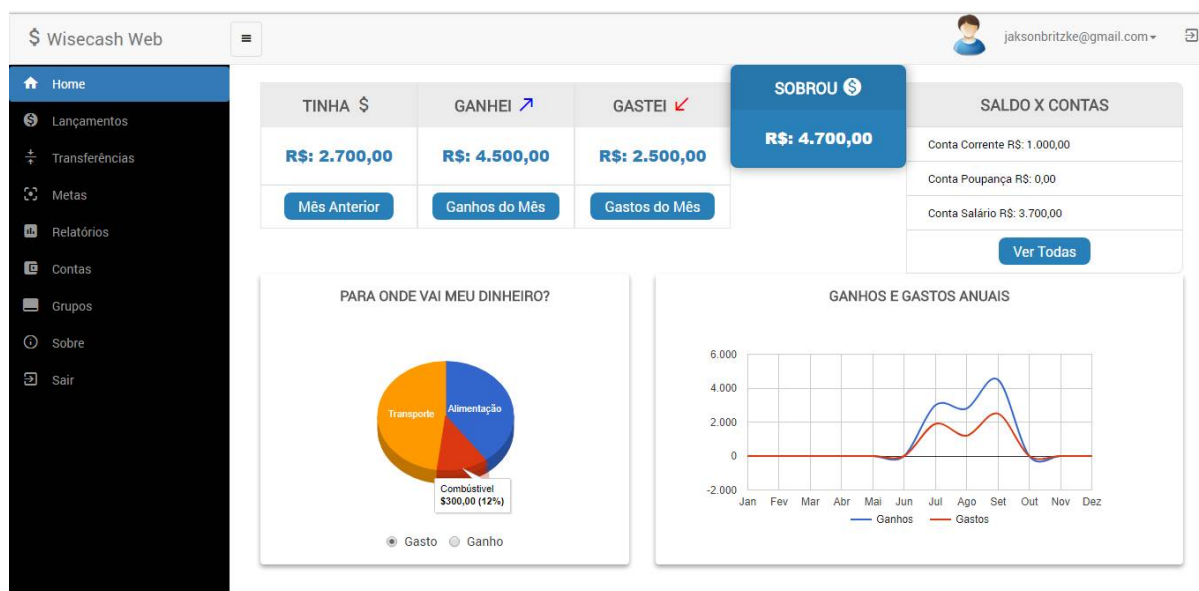 $ Wisecash Web
jaksonbritzke@gmail.com
Home
Lançamentos
Transferências
Metas
Relatórios
Contas
Grupos
Sobre
Sair
TINHA $
GANHEI
GASTEI
SOBROU $
SALDO X CONTAS
R$: 2.700,00
R$: 4.500,00
R$: 2.500,00
R$: 4.700,00
Mês Anterior
Ganhos do Mês
Gastos do Mês
Conta Corrente R$: 1.000,00
Conta Poupança R$: 0,00
Conta Salário R$: 3.700,00
Ver Todas
PARA ONDE VAI MEU DINHEIRO?
Transporte
Alimentação
Combústivel
$300,00 (12%)
Gasto Ganho
GANHOS E GASTOS ANUAIS
6.000
4.000
2.000
0
-2.000
Jan Fev Mar Abr Mai Jun Jul Ago Set Out Nov Dez
Ganhos Gastos